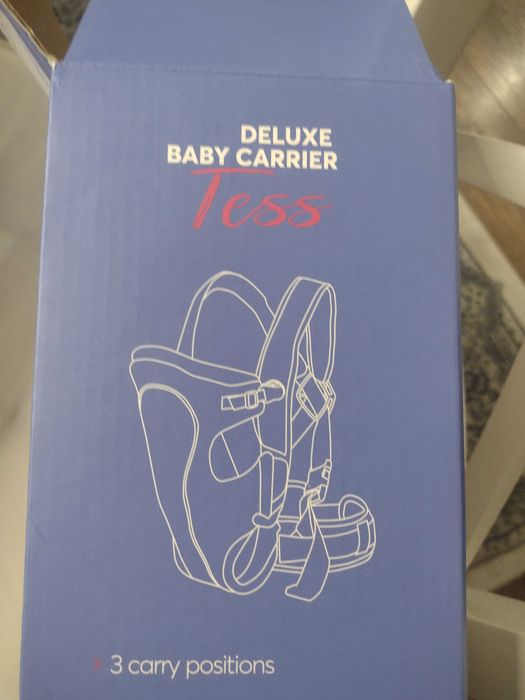 DELUXE
BABY CARRIER
Tess
› 3 carry positions